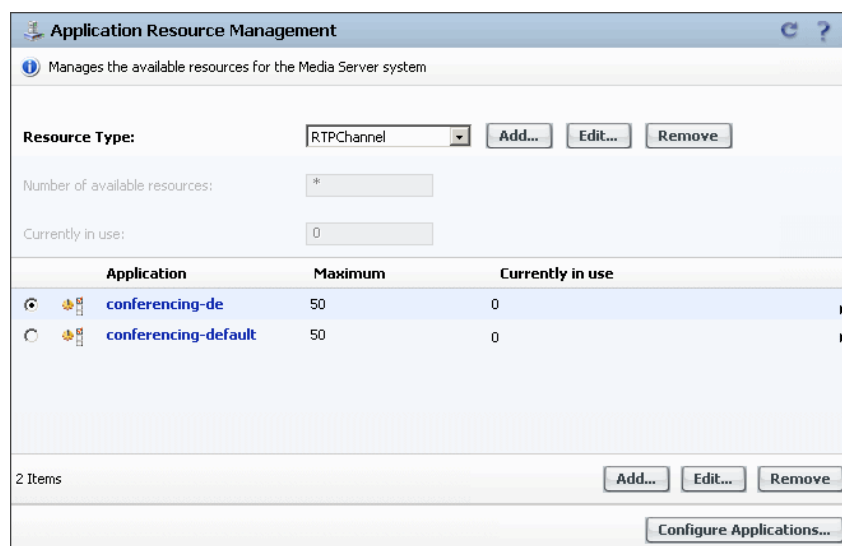 Application Resource Management
Manages the available resources for the Media Server system
Resource Type: RTPChannel Add... Edit... Remove
Number of available resources: *
Currently in use: 0
Application Maximum Currently in use
conferencing-de 50 0
conferencing-default 50 0
2 Items Add... Edit... Remove
Configure Applications...